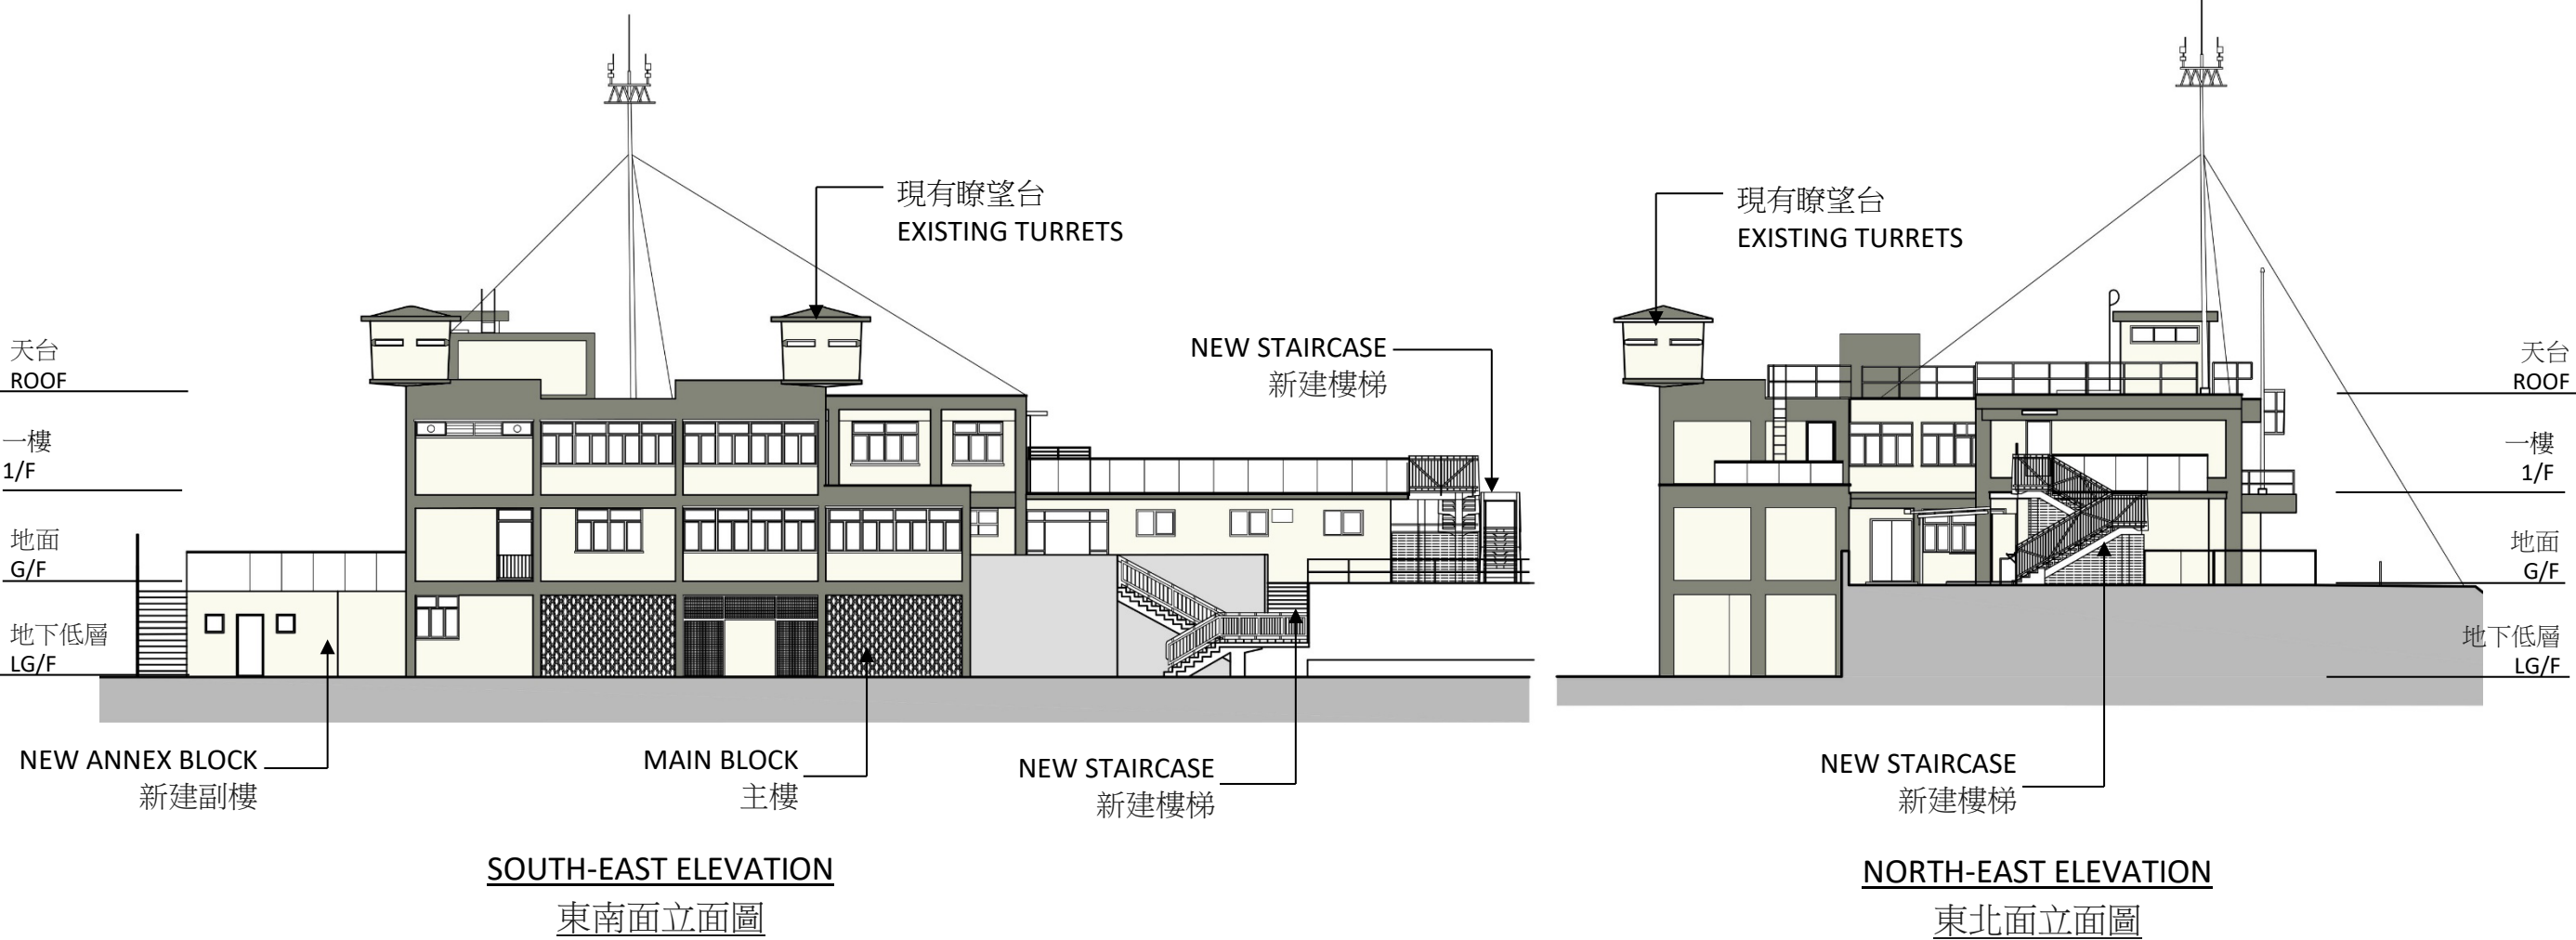 現有瞭望台
EXISTING TURRETS
NEW STAIRCASE
新建樓梯
天台
ROOF
一樓
1/F
地面
G/F
地下低層
LG/F
NEW ANNEX BLOCK
新建副樓
MAIN BLOCK
主樓
NEW STAIRCASE
新建樓梯
SOUTH-EAST ELEVATION
東南面立面圖
現有瞭望台
EXISTING TURRETS
天台
ROOF
一樓
1/F
地面
G/F
地下低層
LG/F
NEW STAIRCASE
新建樓梯
NORTH-EAST ELEVATION
東北面立面圖